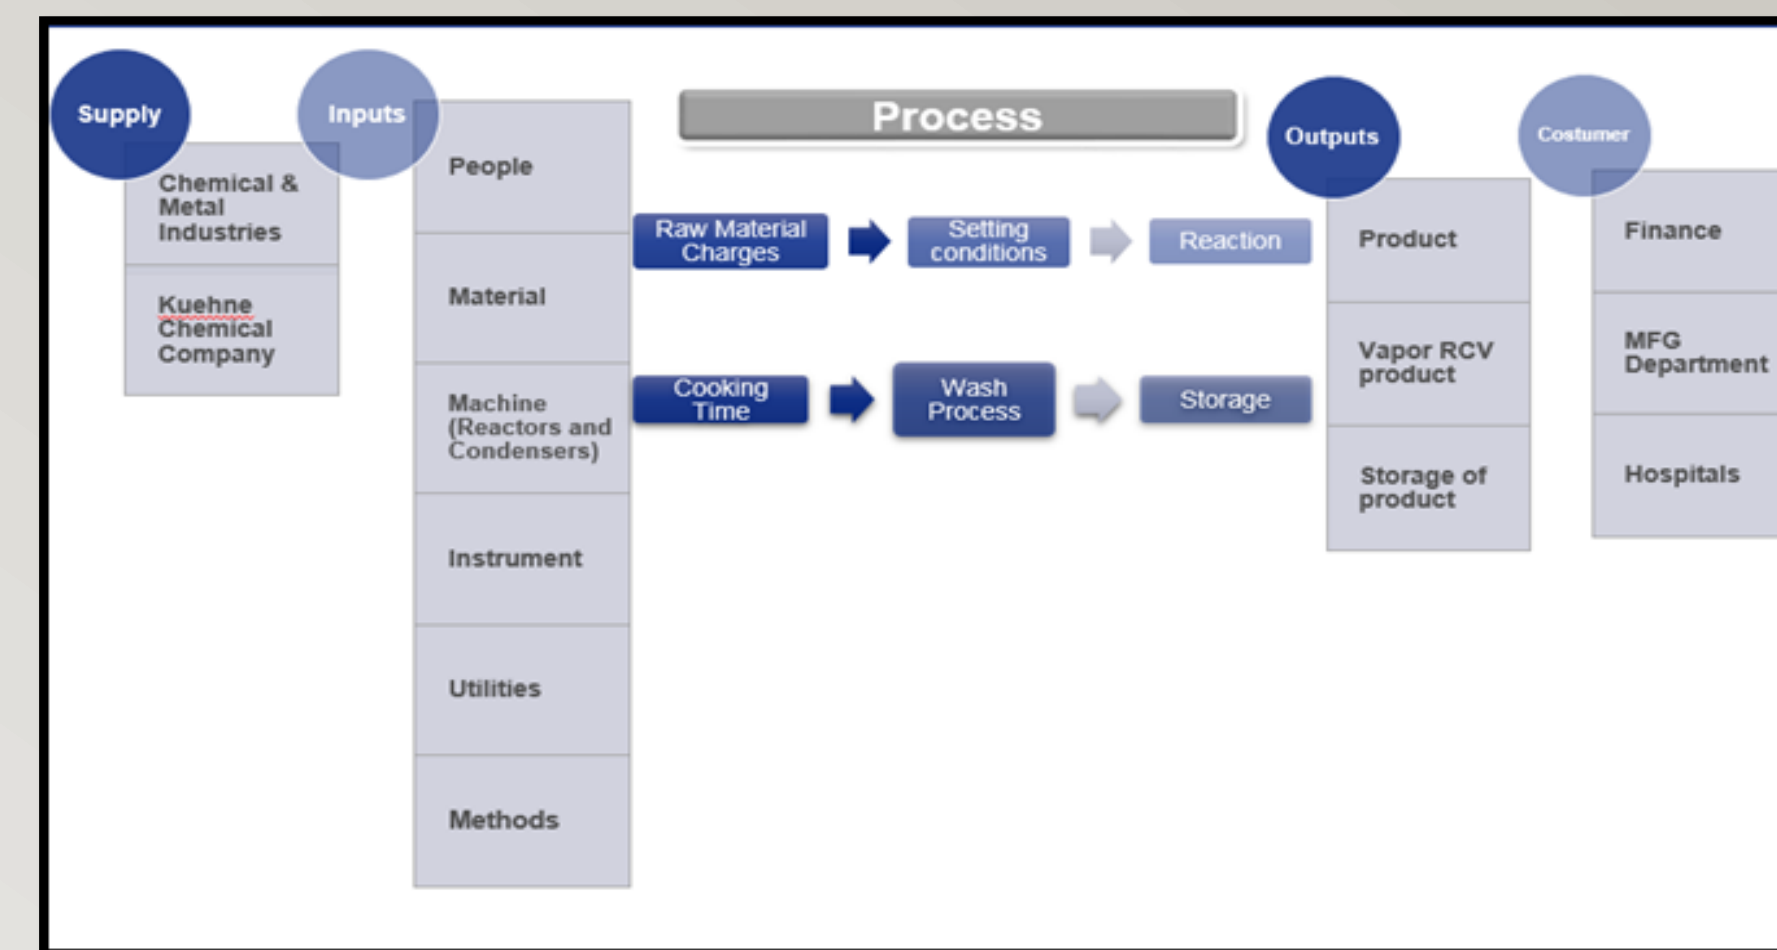 Supply
Chemical &
Metal
Industries
Kuehne
Chemical
Company
Inputs
People
Material
Machine
(Reactors and
Condensers)
Instrument
Utilities
Methods
Process
Raw Material
Charges
Setting
conditions
Reaction
Cooking
Time
Wash
Process
Storage
Outputs
Product
Vapor RCV
product
Storage of
product
Costumer
Finance
MFG
Department
Hospitals